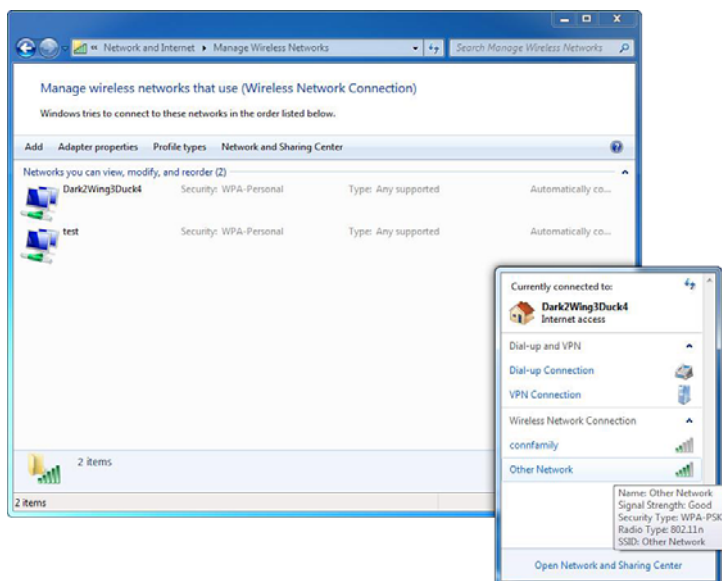 « Network and Internet ▸ Manage Wireless Networks
Search Manage Wireless Networks
Manage wireless networks that use (Wireless Network Connection)
Windows tries to connect to these networks in the order listed below.
Add Adapter properties Profile types Network and Sharing Center
Networks you can view, modify, and reorder (2)
Dark2Wing3Duck4 Security: WPA-Personal Type: Any supported Automatically co...
test Security: WPA-Personal Type: Any supported Automatically co...
2 items
2 items
Currently connected to:
Dark2Wing3Duck4
Internet access
Dial-up and VPN
Dial-up Connection
VPN Connection
Wireless Network Connection
connfamily
Other Network
Name: Other Network
Signal Strength: Good
Security Type: WPA-PSK
Radio Type: 802.11n
SSID: Other Network
Open Network and Sharing Center